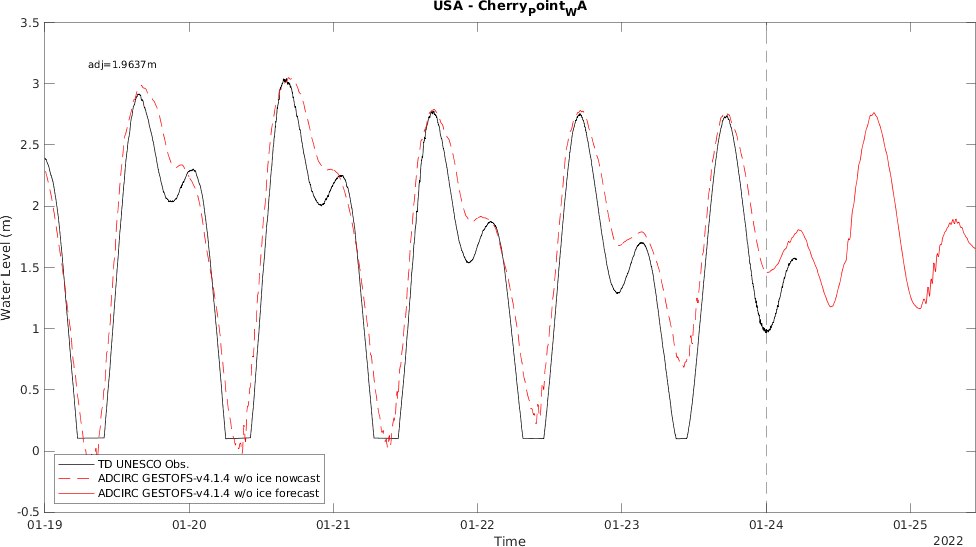 USA - CherryPointWA
3.5
adj=1.9637m
3
2.5
2
1.5
1
0.5
0
-0.5
Water Level (m)
TD UNESCO Obs.
ADCIRC GESTOFS-v4.1.4 w/o ice nowcast
ADCIRC GESTOFS-v4.1.4 w/o ice forecast
01-19 01-20 01-21 01-22 01-23 01-24 01-25
Time
2022